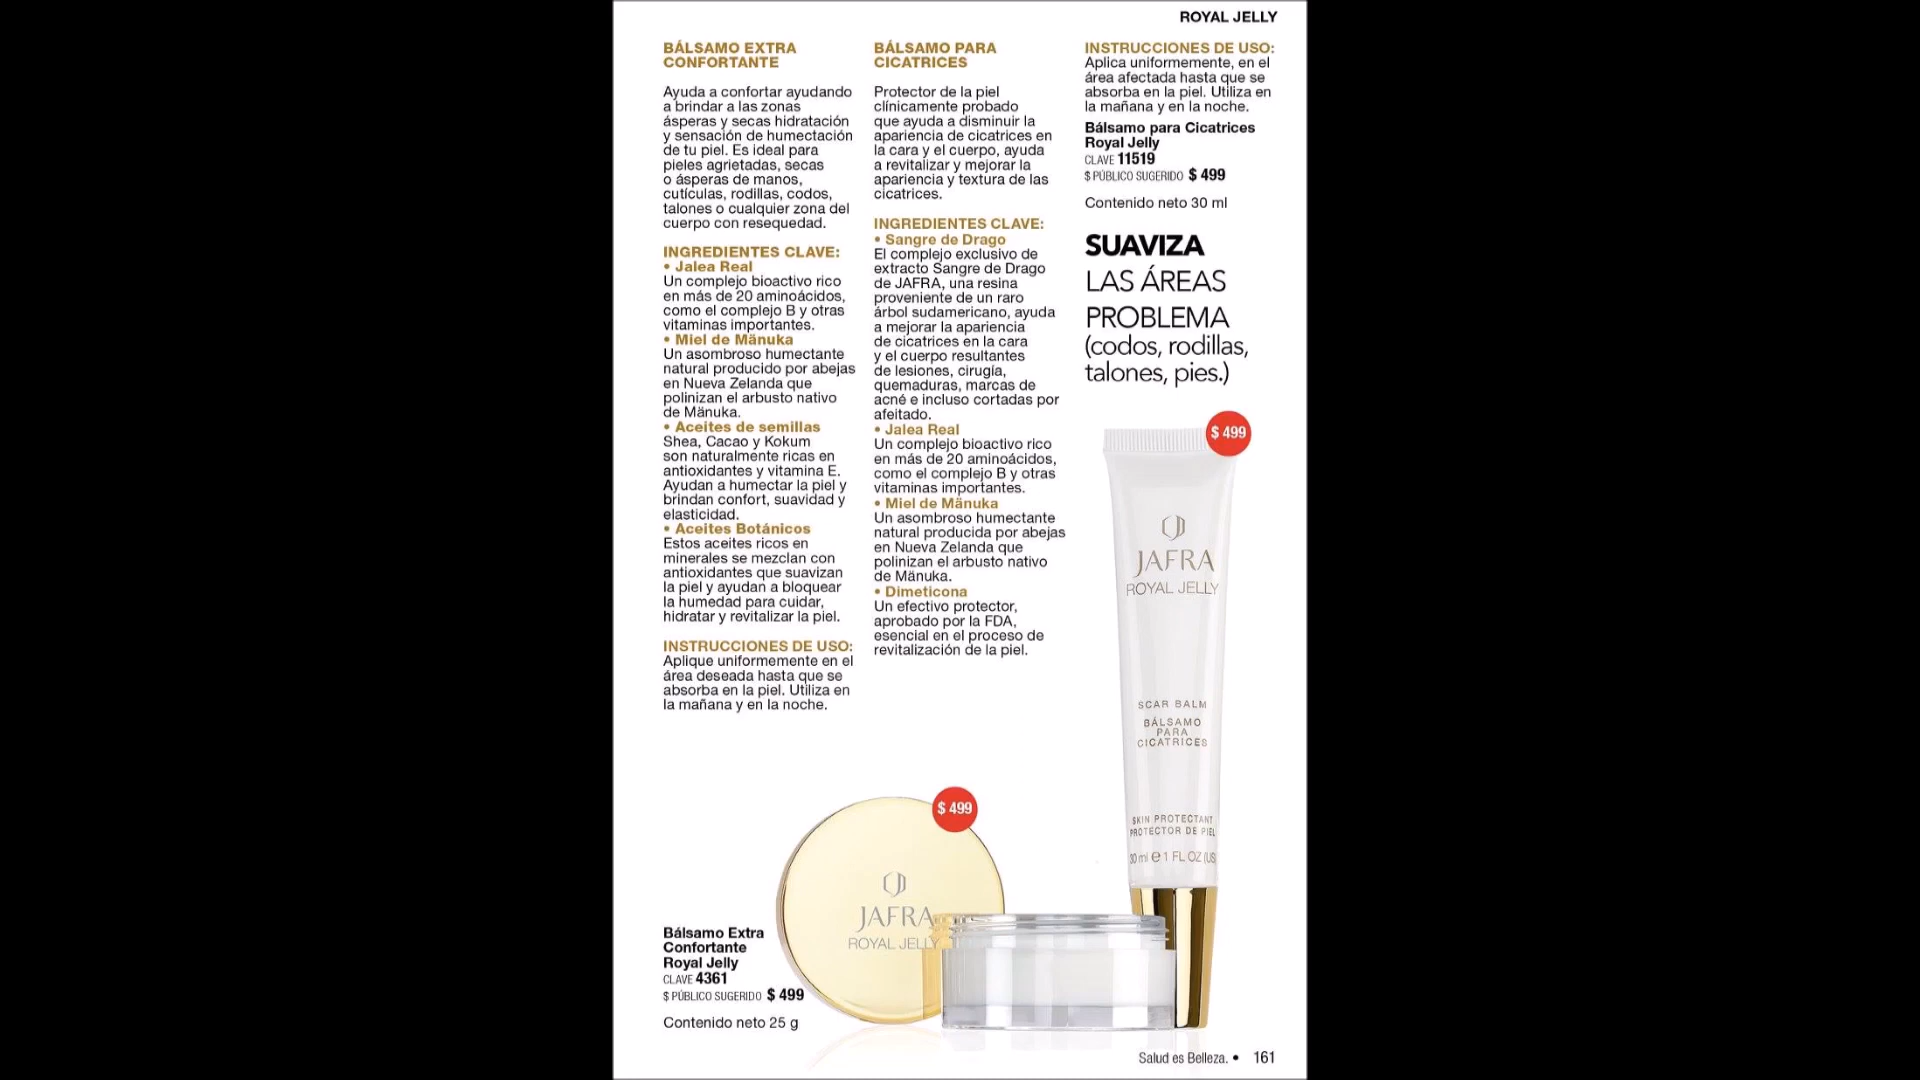 ROYAL JELLY
BÁLSAMO EXTRA
CONFORTANTE
Ayuda a confortar ayudando
a brindar a las zonas
ásperas y secas hidratación
y sensación de humectación
de tu piel. Es ideal para
pieles agrietadas, secas
o ásperas de manos,
cutículas, rodillas, codos,
talones o cualquier zona del
cuerpo con resequedad.
INGREDIENTES CLAVE:
• Jalea Real
Un complejo bioactivo rico
en más de 20 aminoácidos,
como el complejo B y otras
vitaminas importantes.
• Miel de Mänuka
Un asombroso humectante
natural producido por abejas
en Nueva Zelanda que
polinizan el arbusto nativo
de Mänuka.
• Aceites de semillas
Shea, Cacao y Kokum
son naturalmente ricas en
antioxidantes y vitamina E.
Ayudan a humectar la piel y
brindan confort, suavidad y
elasticidad.
• Aceites Botánicos
Estos aceites ricos en
minerales se mezclan con
antioxidantes que suavizan
la piel y ayudan a bloquear
la humedad para cuidar,
hidratar y revitalizar la piel.
INSTRUCCIONES DE USO:
Aplique uniformemente en el
área deseada hasta que se
absorba en la piel. Utiliza en
la mañana y en la noche.
Bálsamo Extra
Confortante
Royal Jelly
CLAVE 4361
$ PÚBLICO SUGERIDO $ 499
Contenido neto 25 g
BÁLSAMO PARA
CICATRICES
Protector de la piel
clínicamente probado
que ayuda a disminuir la
apariencia de cicatrices en
la cara y el cuerpo, ayuda
a revitalizar y mejorar la
apariencia y textura de las
cicatrices.
INGREDIENTES CLAVE:
• Sangre de Drago
El complejo exclusivo de
extracto Sangre de Drago
de JAFRA, una resina
proveniente de un raro
árbol sudamericano, ayuda
a mejorar la apariencia
de cicatrices en la cara
y el cuerpo resultantes
de lesiones, cirugía,
quemaduras, marcas de
acné e incluso cortadas por
afeitado.
• Jalea Real
Un complejo bioactivo rico
en más de 20 aminoácidos,
como el complejo B y otras
vitaminas importantes.
• Miel de Mänuka
Un asombroso humectante
natural producida por abejas
en Nueva Zelanda que
polinizan el arbusto nativo
de Mänuka.
• Dimeticona
Un efectivo protector,
aprobado por la FDA,
esencial en el proceso de
revitalización de la piel.
INSTRUCCIONES DE USO:
Aplica uniformemente, en el
área afectada hasta que se
absorba en la piel. Utiliza en
la mañana y en la noche.
Bálsamo para Cicatrices
Royal Jelly
CLAVE 11519
$ PÚBLICO SUGERIDO $ 499
Contenido neto 30 ml
SUAVIZA
LAS ÁREAS
PROBLEMA
(codos, rodillas,
talones, pies.)
$ 499
JAFRA
ROYAL JELLY
SCAR BALM
BÁLSAMO
PARA
CICATRICES
SKIN PROTECTANT
PROTECTOR DE PIEL
30 ml e 1 FL OZ (US
$ 499
JAFRA
ROYAL JELLY
Salud es Belleza. • 161